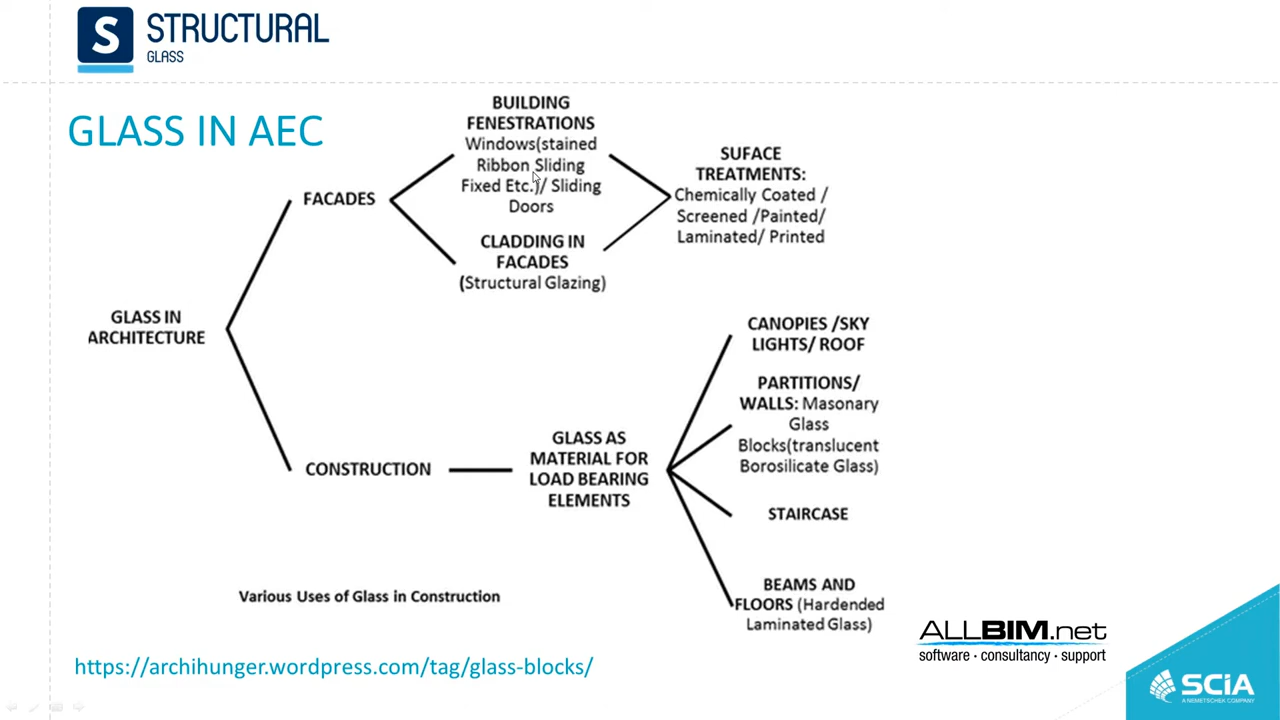 S STRUCTURAL
GLASS
GLASS IN AEC
BUILDING
FENESTRATIONS
Windows(stained
Ribbon Sliding
Fixed Etc.)/ Sliding
Doors
SUFACE
TREATMENTS:
Chemically Coated /
Screened /Painted/
Laminated/ Printed
FACADES
CLADDING IN
FACADES
(Structural Glazing)
GLASS IN
ARCHITECTURE
CANOPIES /SKY
LIGHTS/ ROOF
PARTITIONS/
WALLS: Masonary
Glass
Blocks(translucent
Borosilicate Glass)
CONSTRUCTION
GLASS AS
MATERIAL FOR
LOAD BEARING
ELEMENTS
STAIRCASE
BEAMS AND
FLOORS (Hardended
Laminated Glass)
Various Uses of Glass in Construction
https://archihunger.wordpress.com/tag/glass-blocks/
ALLBIM.net
software · consultancy · support
SCIA
A NEMETSCHEK COMPANY